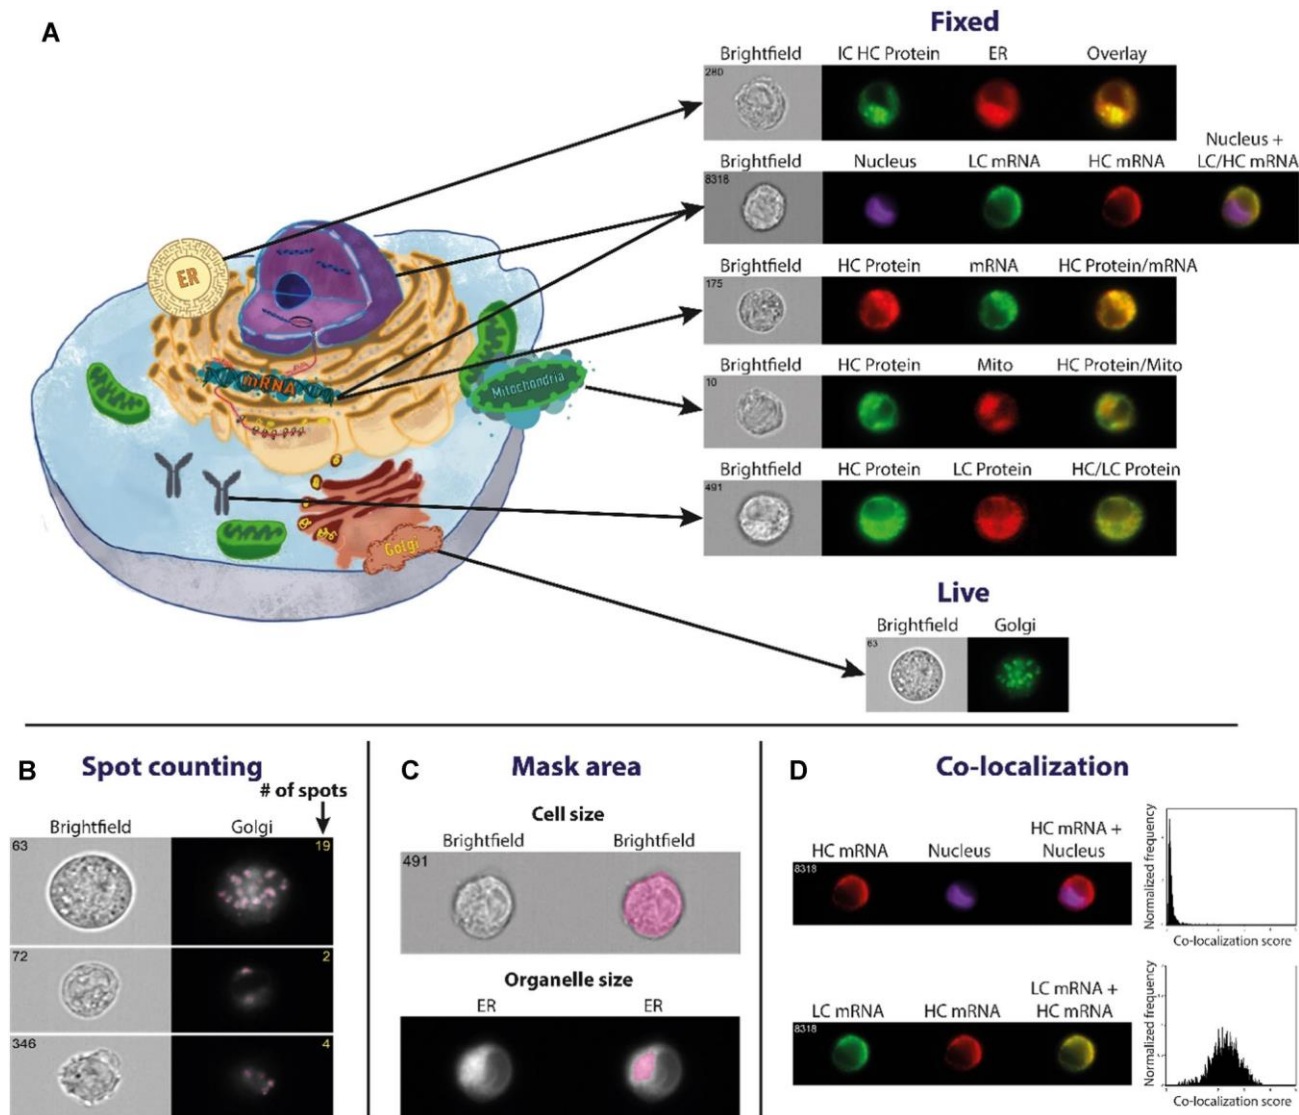 A
Fixed
Brightfield IC HC Protein ER Overlay
280
Nucleus +
Brightfield Nucleus LC mRNA HC mRNA LC/HC mRNA
8318
ER
Brightfield HC Protein mRNA HC Protein/mRNA
175
mRNA
Mitochondria
Brightfield HC Protein Mito HC Protein/Mito
10
Brightfield HC Protein LC Protein HC/LC Protein
491
Golgi
Live
Brightfield Golgi
63
B Spot counting
# of spots
Brightfield Golgi
63 19
72 2
346 4
C Mask area
Cell size
Brightfield Brightfield
491
Organelle size
ER ER
D Co-localization
HC mRNA +
HC mRNA Nucleus Nucleus
8318
Normalized frequency
Co-localization score
LC mRNA +
LC mRNA HC mRNA HC mRNA
8318
Normalized frequency
Co-localization score